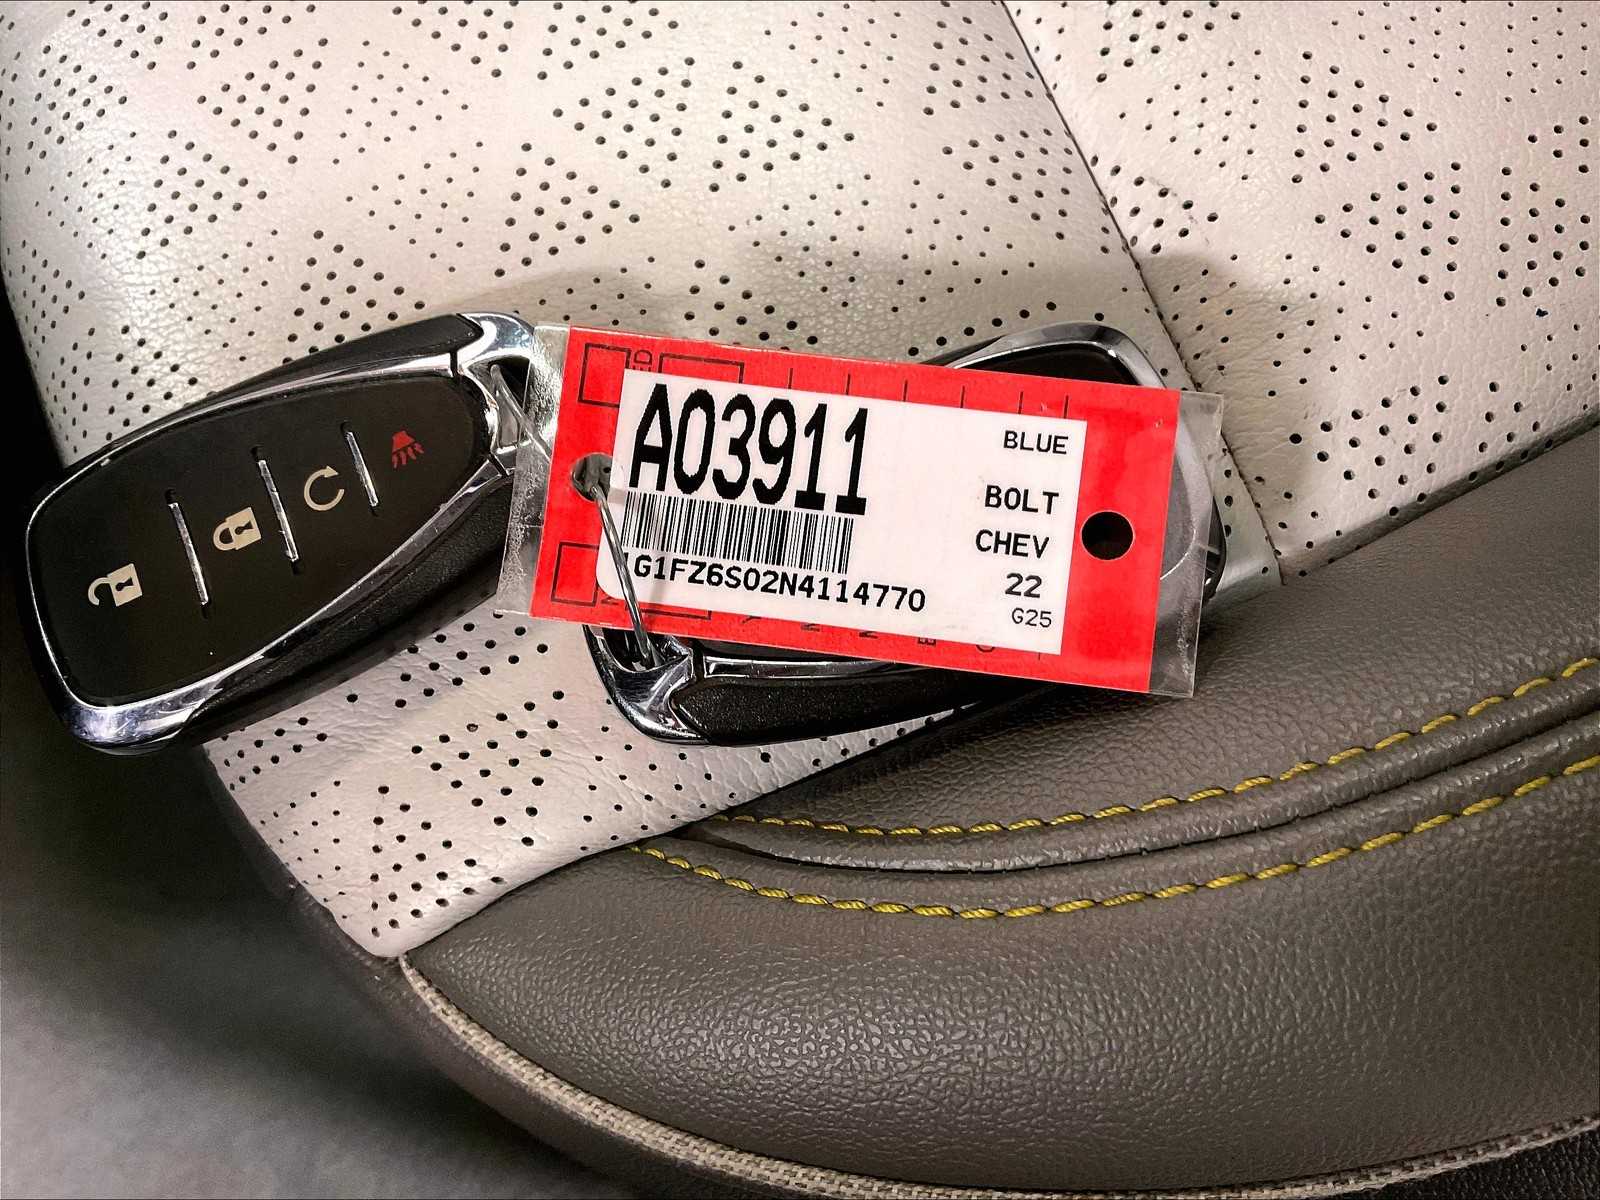 A03911
BLUE
BOLT
CHEV
1G1FZ6S02N4114770
22
G25